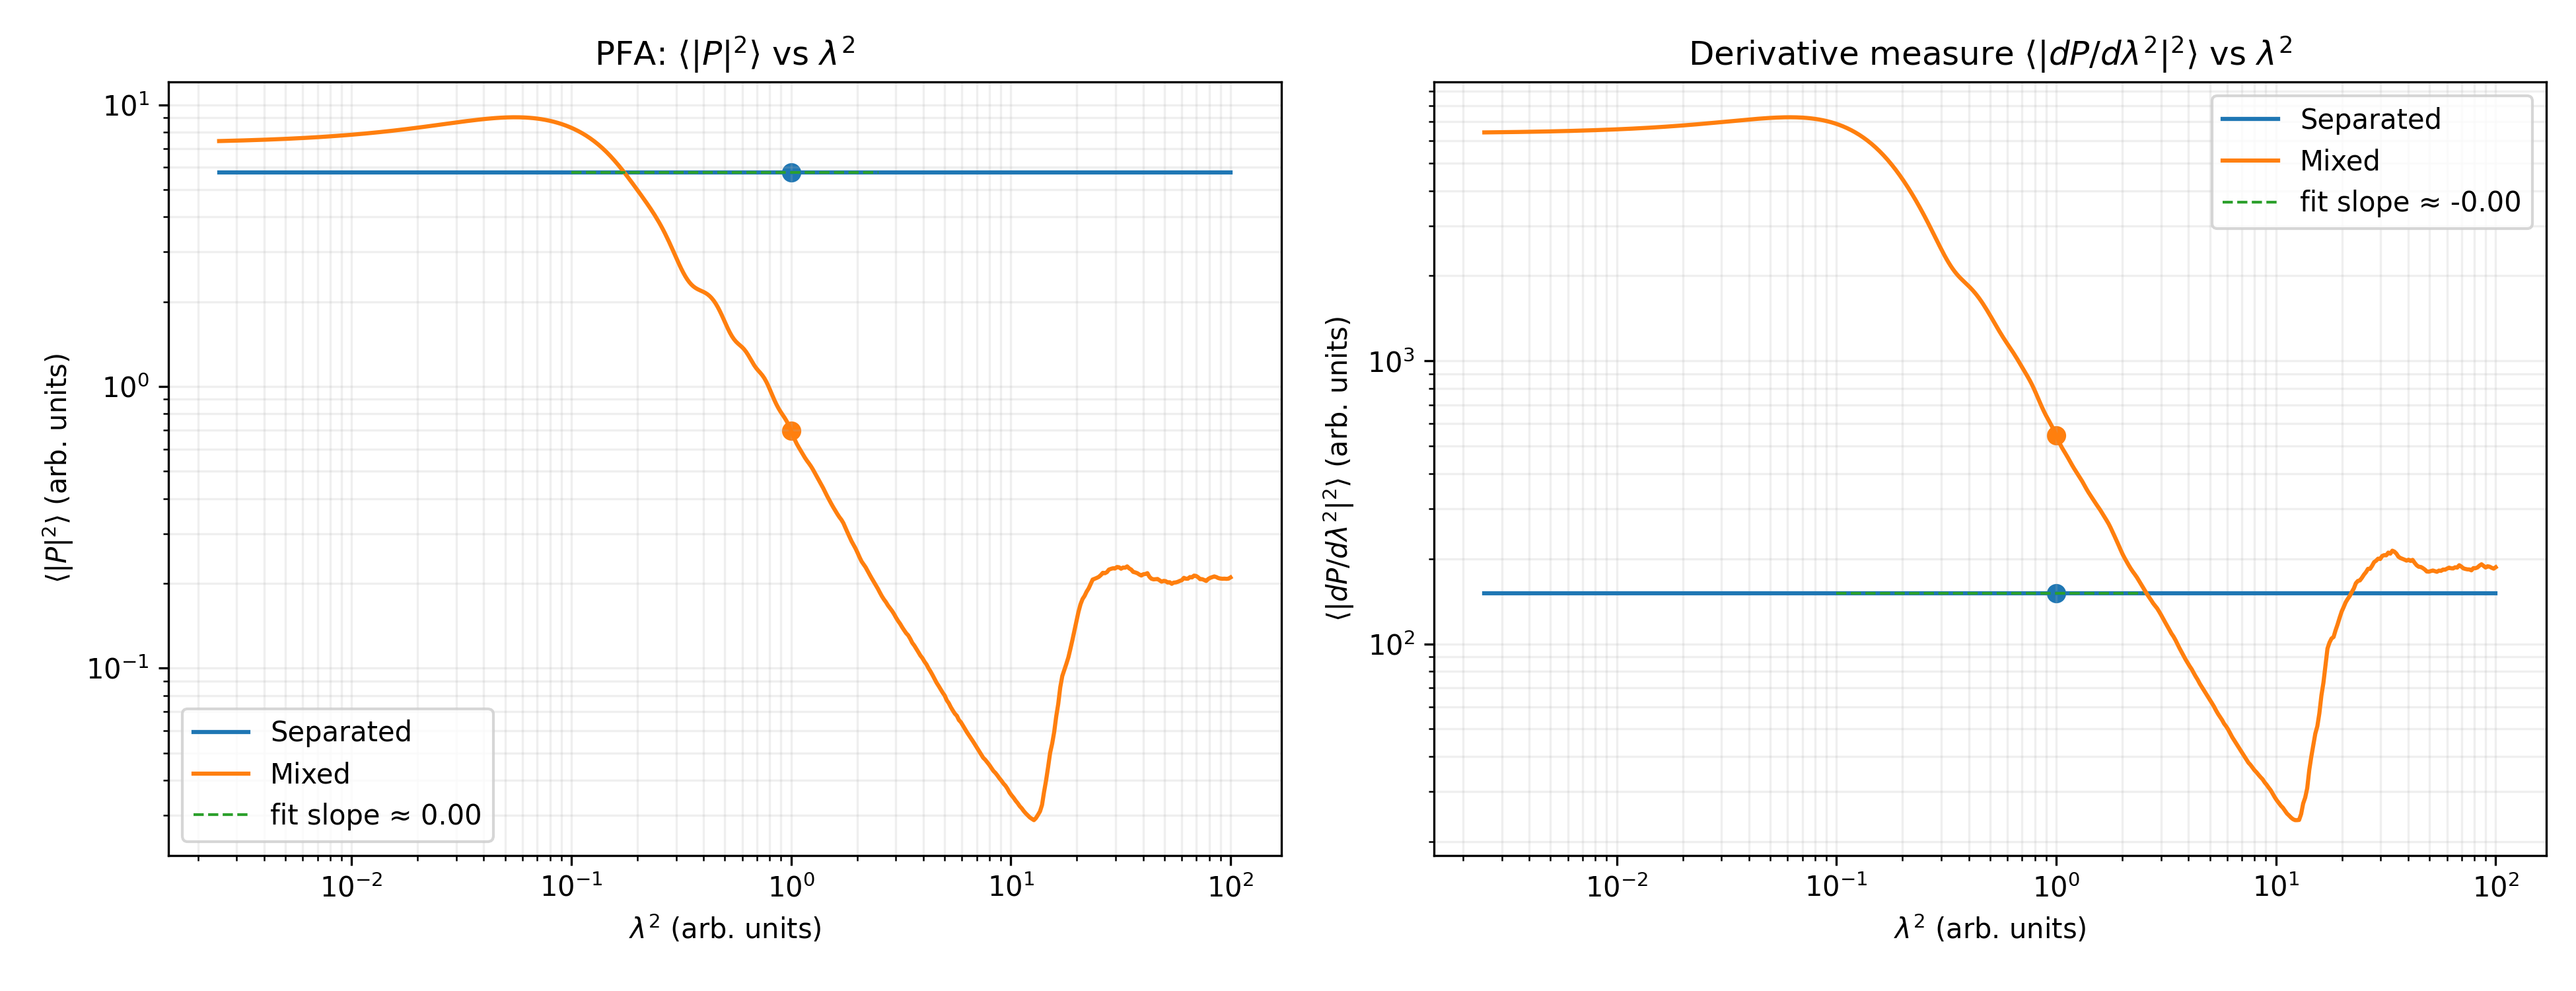 PFA: ⟨|P|²⟩ vs λ²
⟨|P|²⟩ (arb. units)
10¹
10⁰
10⁻¹
Separated
Mixed
fit slope ≈ 0.00
10⁻² 10⁻¹ 10⁰ 10¹ 10²
λ² (arb. units)
Derivative measure ⟨|dP/dλ²|²⟩ vs λ²
⟨|dP/dλ²|²⟩ (arb. units)
10³
10²
Separated
Mixed
fit slope ≈ -0.00
10⁻² 10⁻¹ 10⁰ 10¹ 10²
λ² (arb. units)